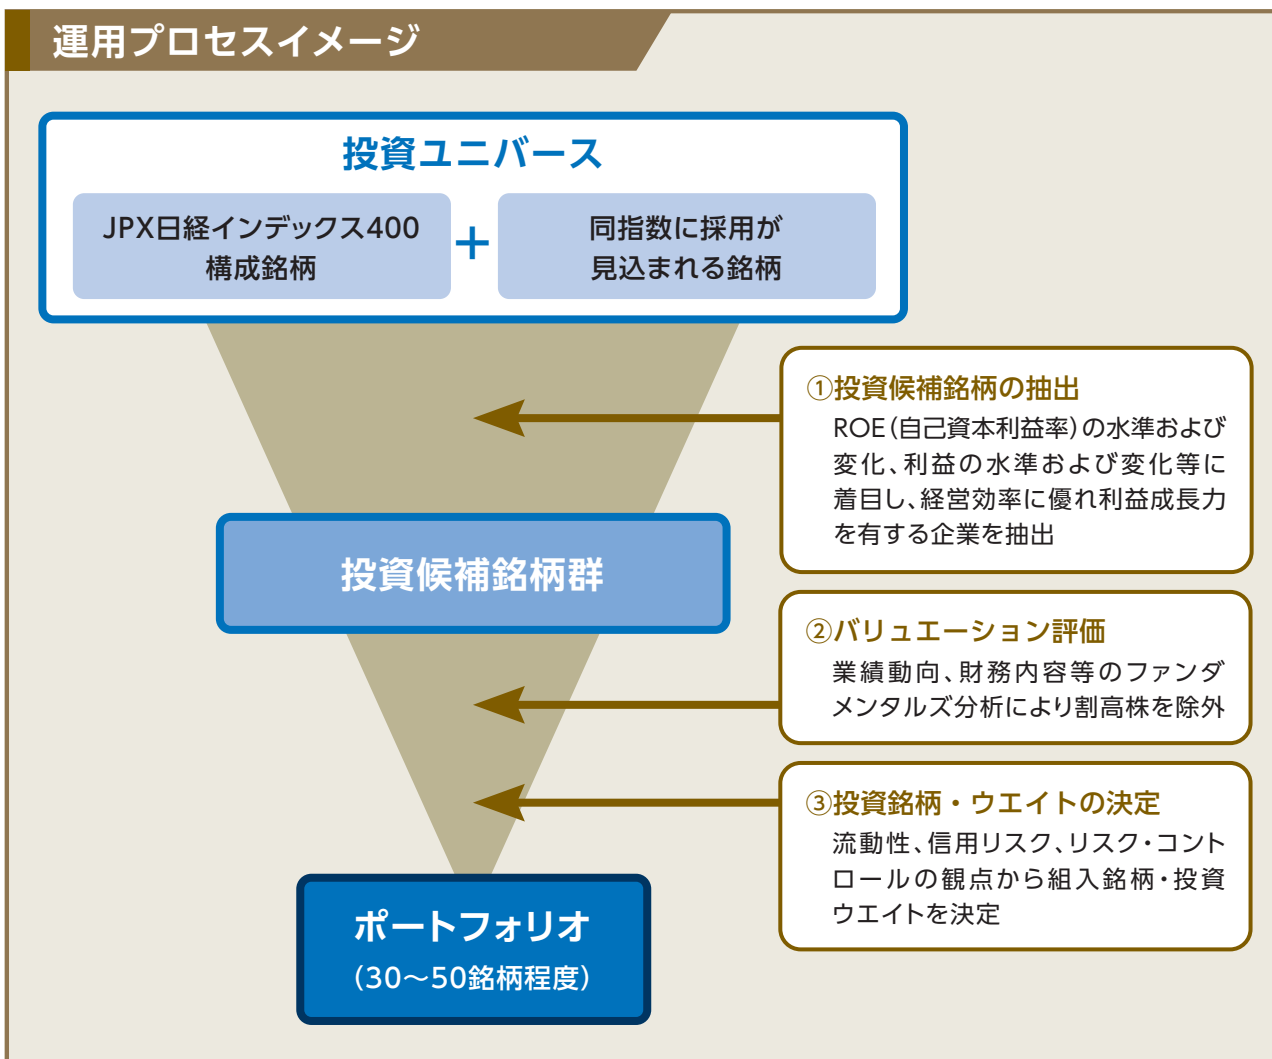 運用プロセスイメージ
投資ユニバース
JPX日経インデックス400
構成銘柄
+
同指数に採用が
見込まれる銘柄
①投資候補銘柄の抽出
ROE(自己資本利益率)の水準および
変化、利益の水準および変化等に
着目し、経営効率に優れ利益成長力
を有する企業を抽出
投資候補銘柄群
②バリュエーション評価
業績動向、財務内容等のファンダ
メンタルズ分析により割高株を除外
③投資銘柄・ウエイトの決定
流動性、信用リスク、リスク・コント
ロールの観点から組入銘柄・投資
ウエイトを決定
ポートフォリオ
(30～50銘柄程度)